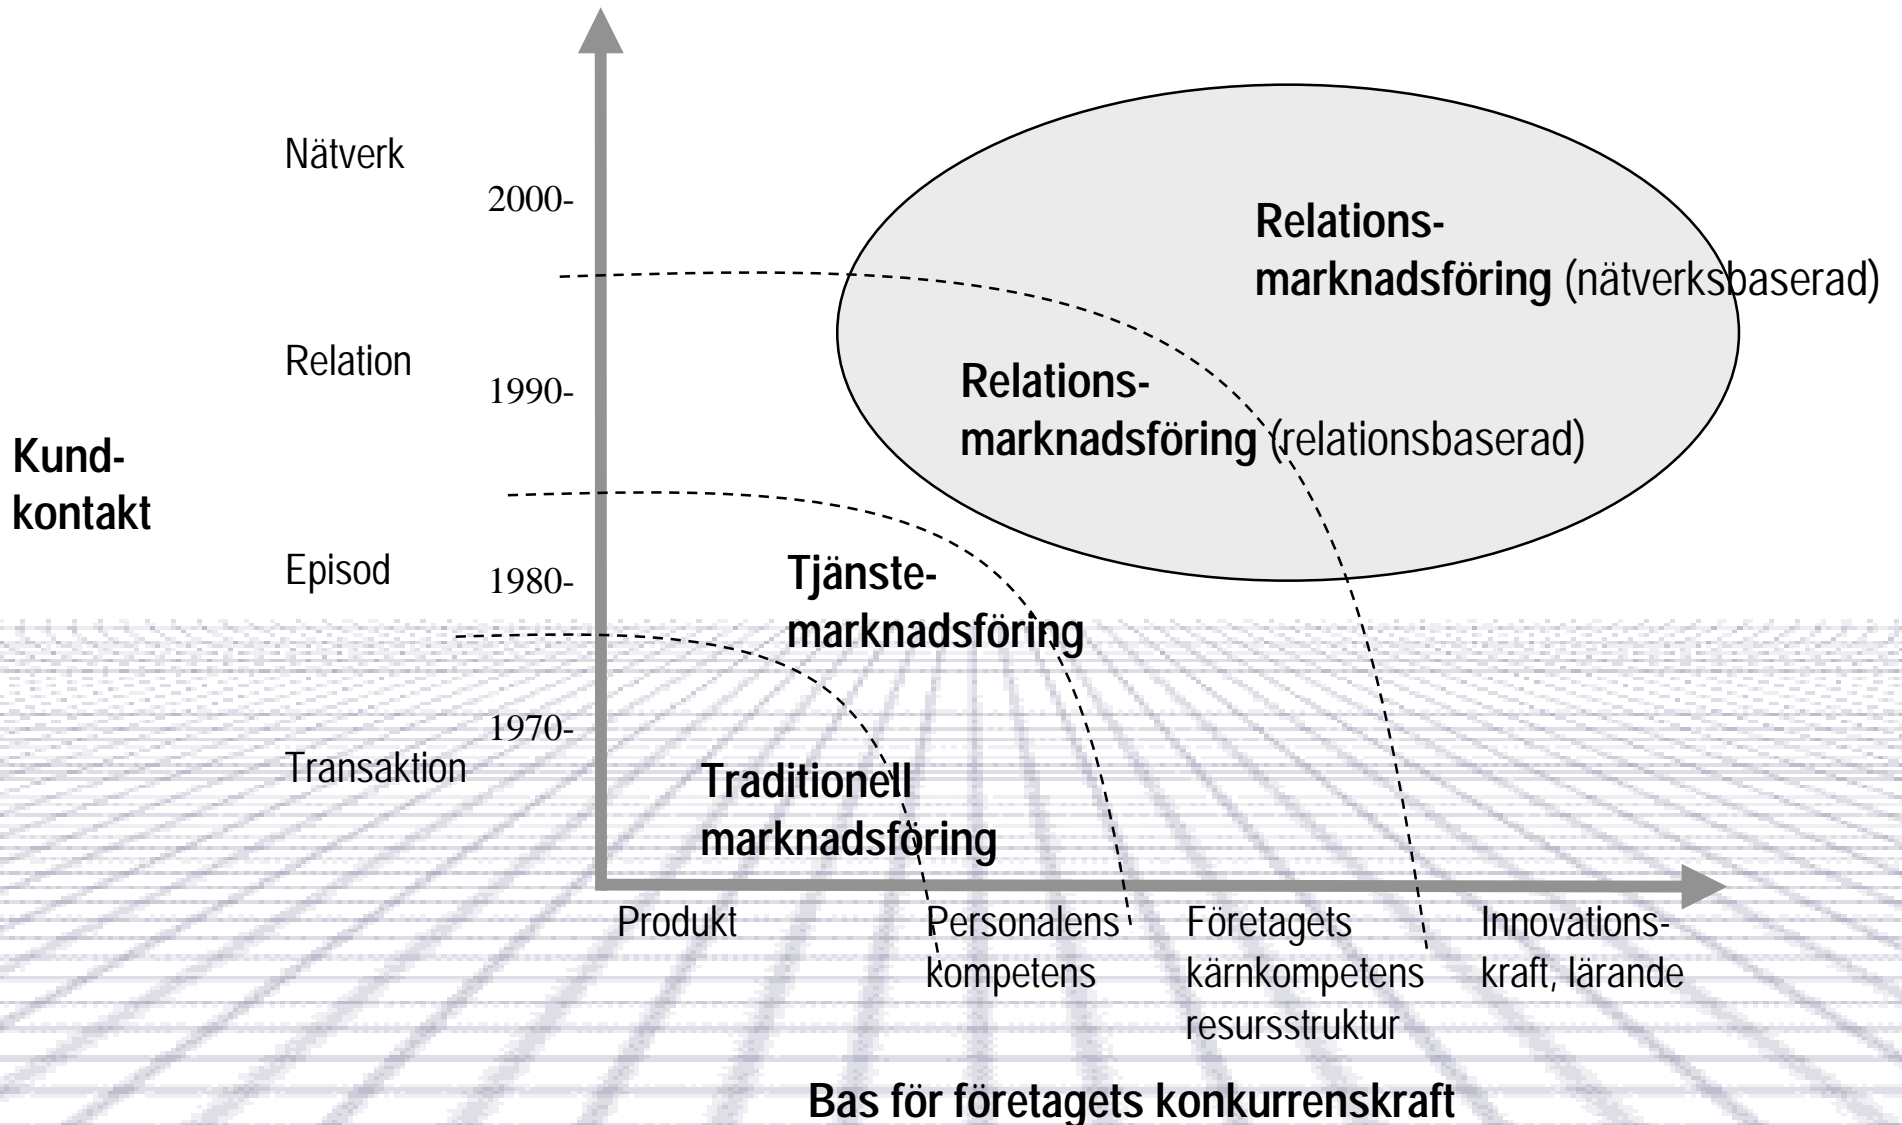 Nätverk
2000-
Relations-
marknadsföring (nätverksbaserad)
Relation
1990-
Relations-
marknadsföring (relationsbaserad)
Kund-
kontakt
Episod
1980-
Tjänste-
marknadsföring
1970-
Transaktion
Traditionell
marknadsföring
Produkt
Personalens
kompetens
Företagets
kärnkompetens
resursstruktur
Innovations-
kraft, lärande
Bas för företagets konkurrenskraft